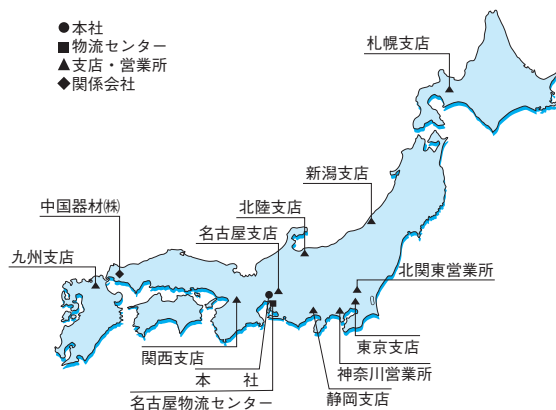 ●本社
■物流センター
▲支店・営業所
◆関係会社
札幌支店
新潟支店
中国器材㈱
北陸支店
名古屋支店
九州支店
北関東営業所
関西支店
東京支店
本社
神奈川営業所
名古屋物流センター
静岡支店